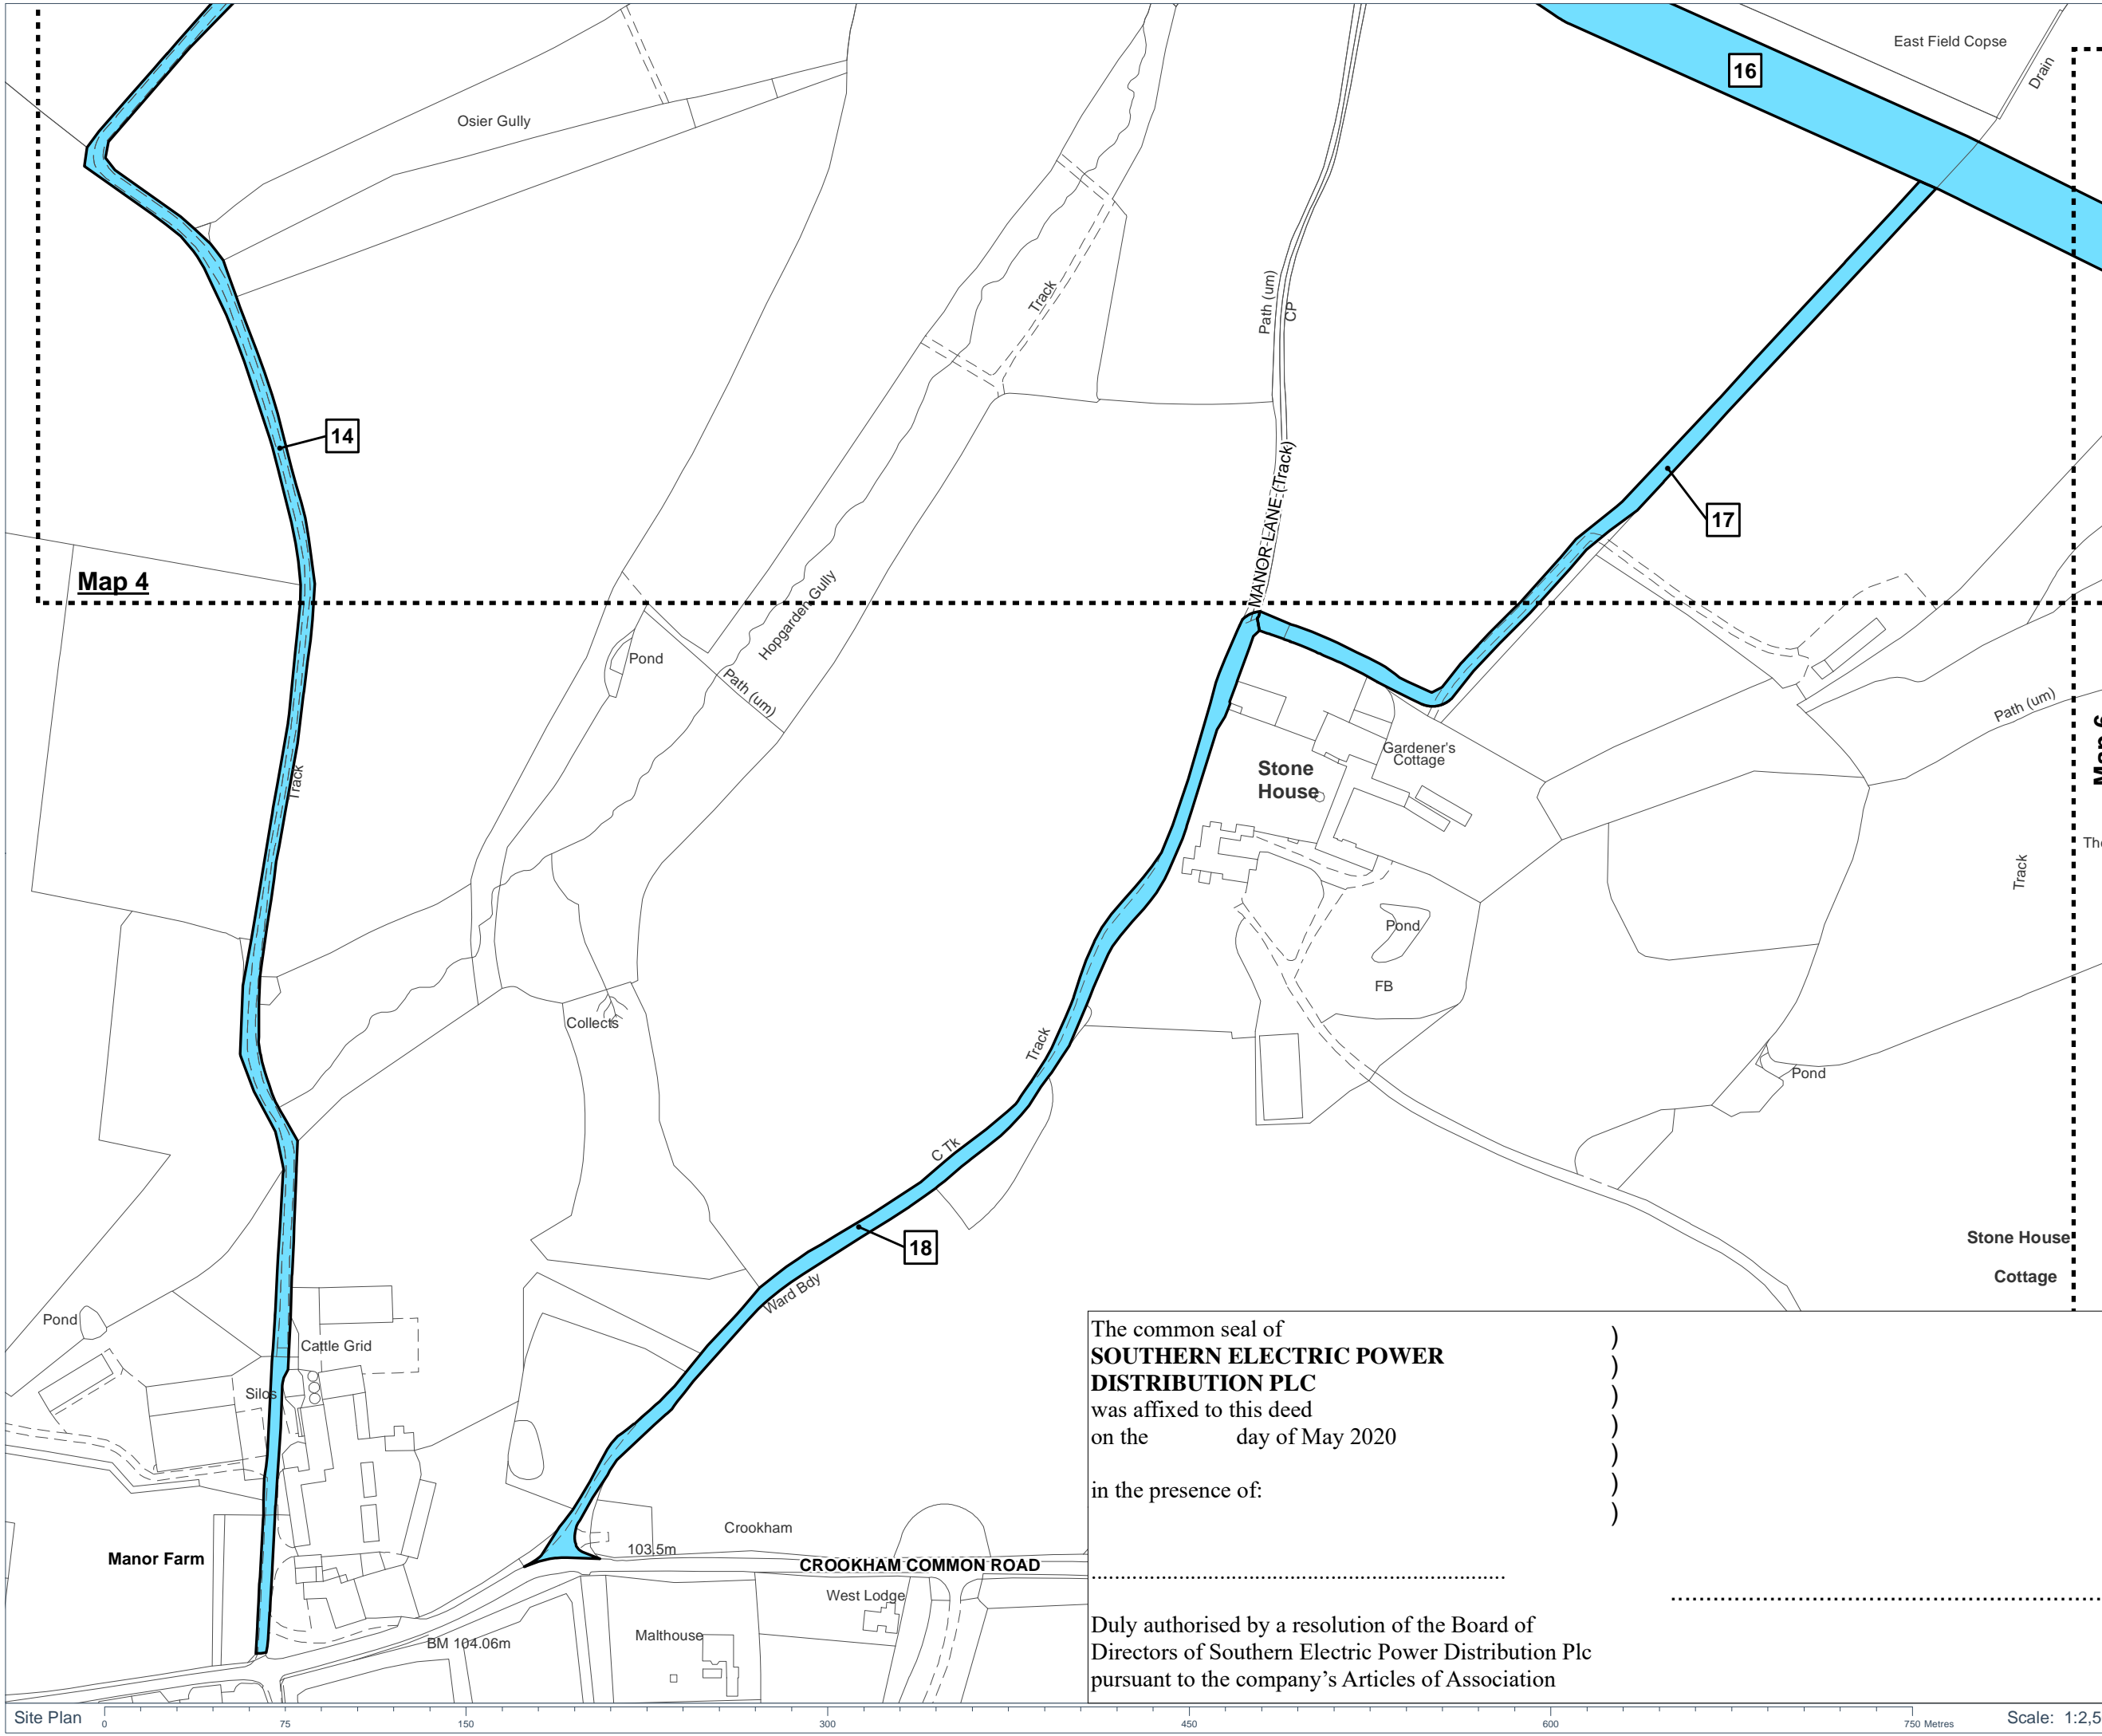 East Field Copse
16
Drain
Osier Gully
Track
Path (um)
CP
14
MANOR LANE (Track)
17
Map 4
Hopgarden Gully
Pond
Path (um)
Path (um)
Gardener's
Cottage
Stone
House
Track
Track
Pond
FB
Collects
Track
Pond
C Tk
18
Stone House
Cottage
Ward Bdy
Pond
Cattle Grid
Silos
Crookham
103.5m
Manor Farm
CROOKHAM COMMON ROAD
West Lodge
Malthouse
BM 104.06m
The common seal of )
SOUTHERN ELECTRIC POWER )
DISTRIBUTION PLC )
was affixed to this deed )
on the day of May 2020 )
)
in the presence of: )
Duly authorised by a resolution of the Board of
Directors of Southern Electric Power Distribution Plc
pursuant to the company’s Articles of Association
Site Plan 0 75 150 300 450 600 750 Metres Scale: 1:2,5